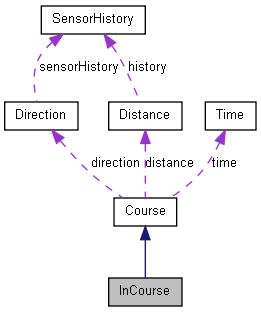 SensorHistory
sensorHistory
history
Direction
Distance
Time
direction
distance
time
Course
InCourse